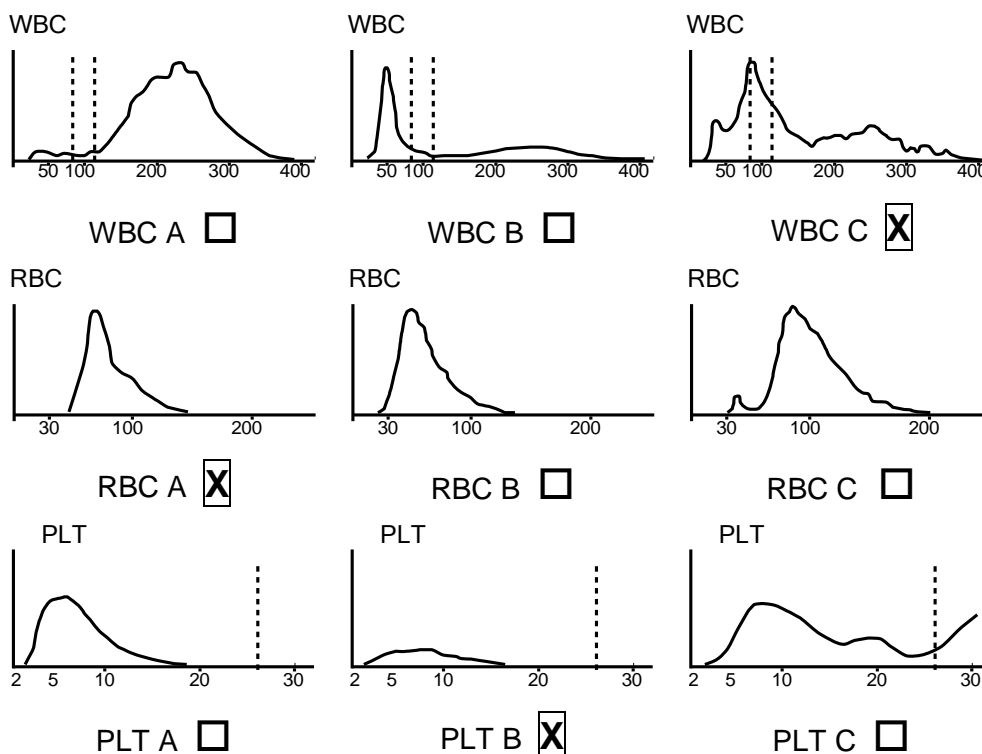 WBC WBC WBC
50 100 200 300 400 50 100 200 300 400 50 100 200 300 400
WBC A WBC B WBC C X
RBC RBC RBC
30 100 200 30 100 200 30 100 200
RBC A X RBC B RBC C
PLT PLT PLT
2 5 10 20 30 2 5 10 20 30 2 5 10 20 30
PLT A PLT B X PLT C